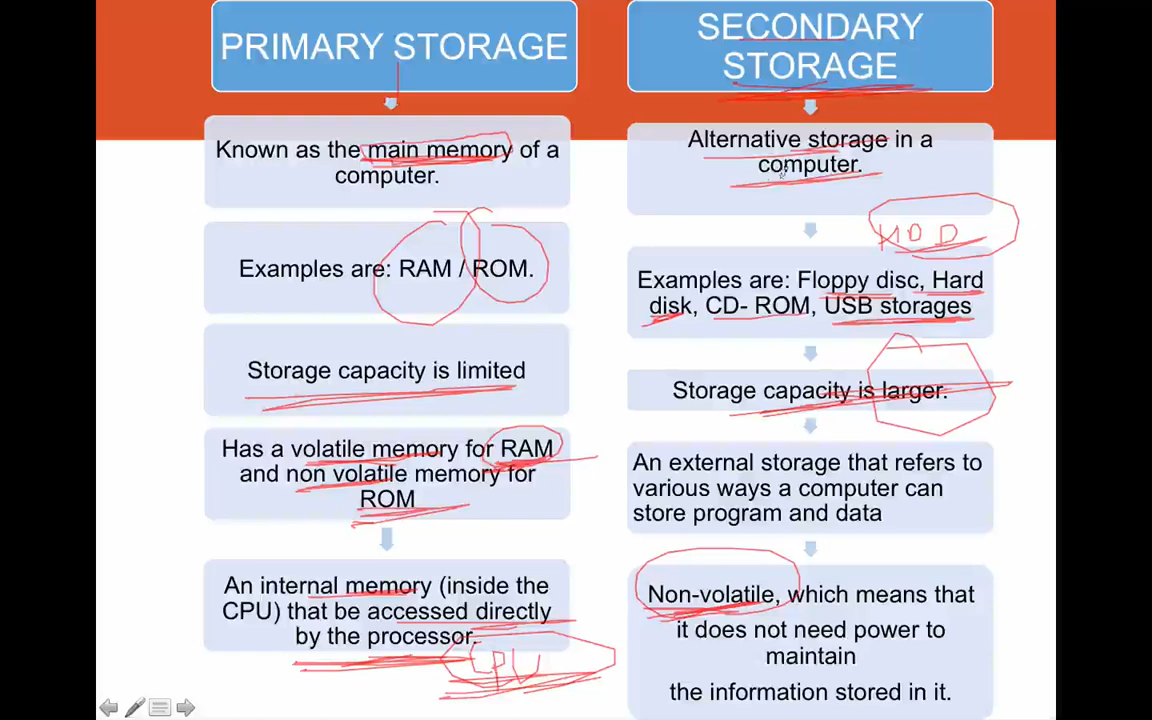 PRIMARY STORAGE
Known as the main memory of a
computer.
Examples are: RAM / ROM.
Storage capacity is limited
Has a volatile memory for RAM
and non volatile memory for
ROM
An internal memory (inside the
CPU) that be accessed directly
by the processor.
CPU
SECONDARY
STORAGE
Alternative storage in a
computer.
HDD
Examples are: Floppy disc, Hard
disk, CD- ROM, USB storages
Storage capacity is larger.
An external storage that refers to
various ways a computer can
store program and data
Non-volatile, which means that
it does not need power to
maintain
the information stored in it.